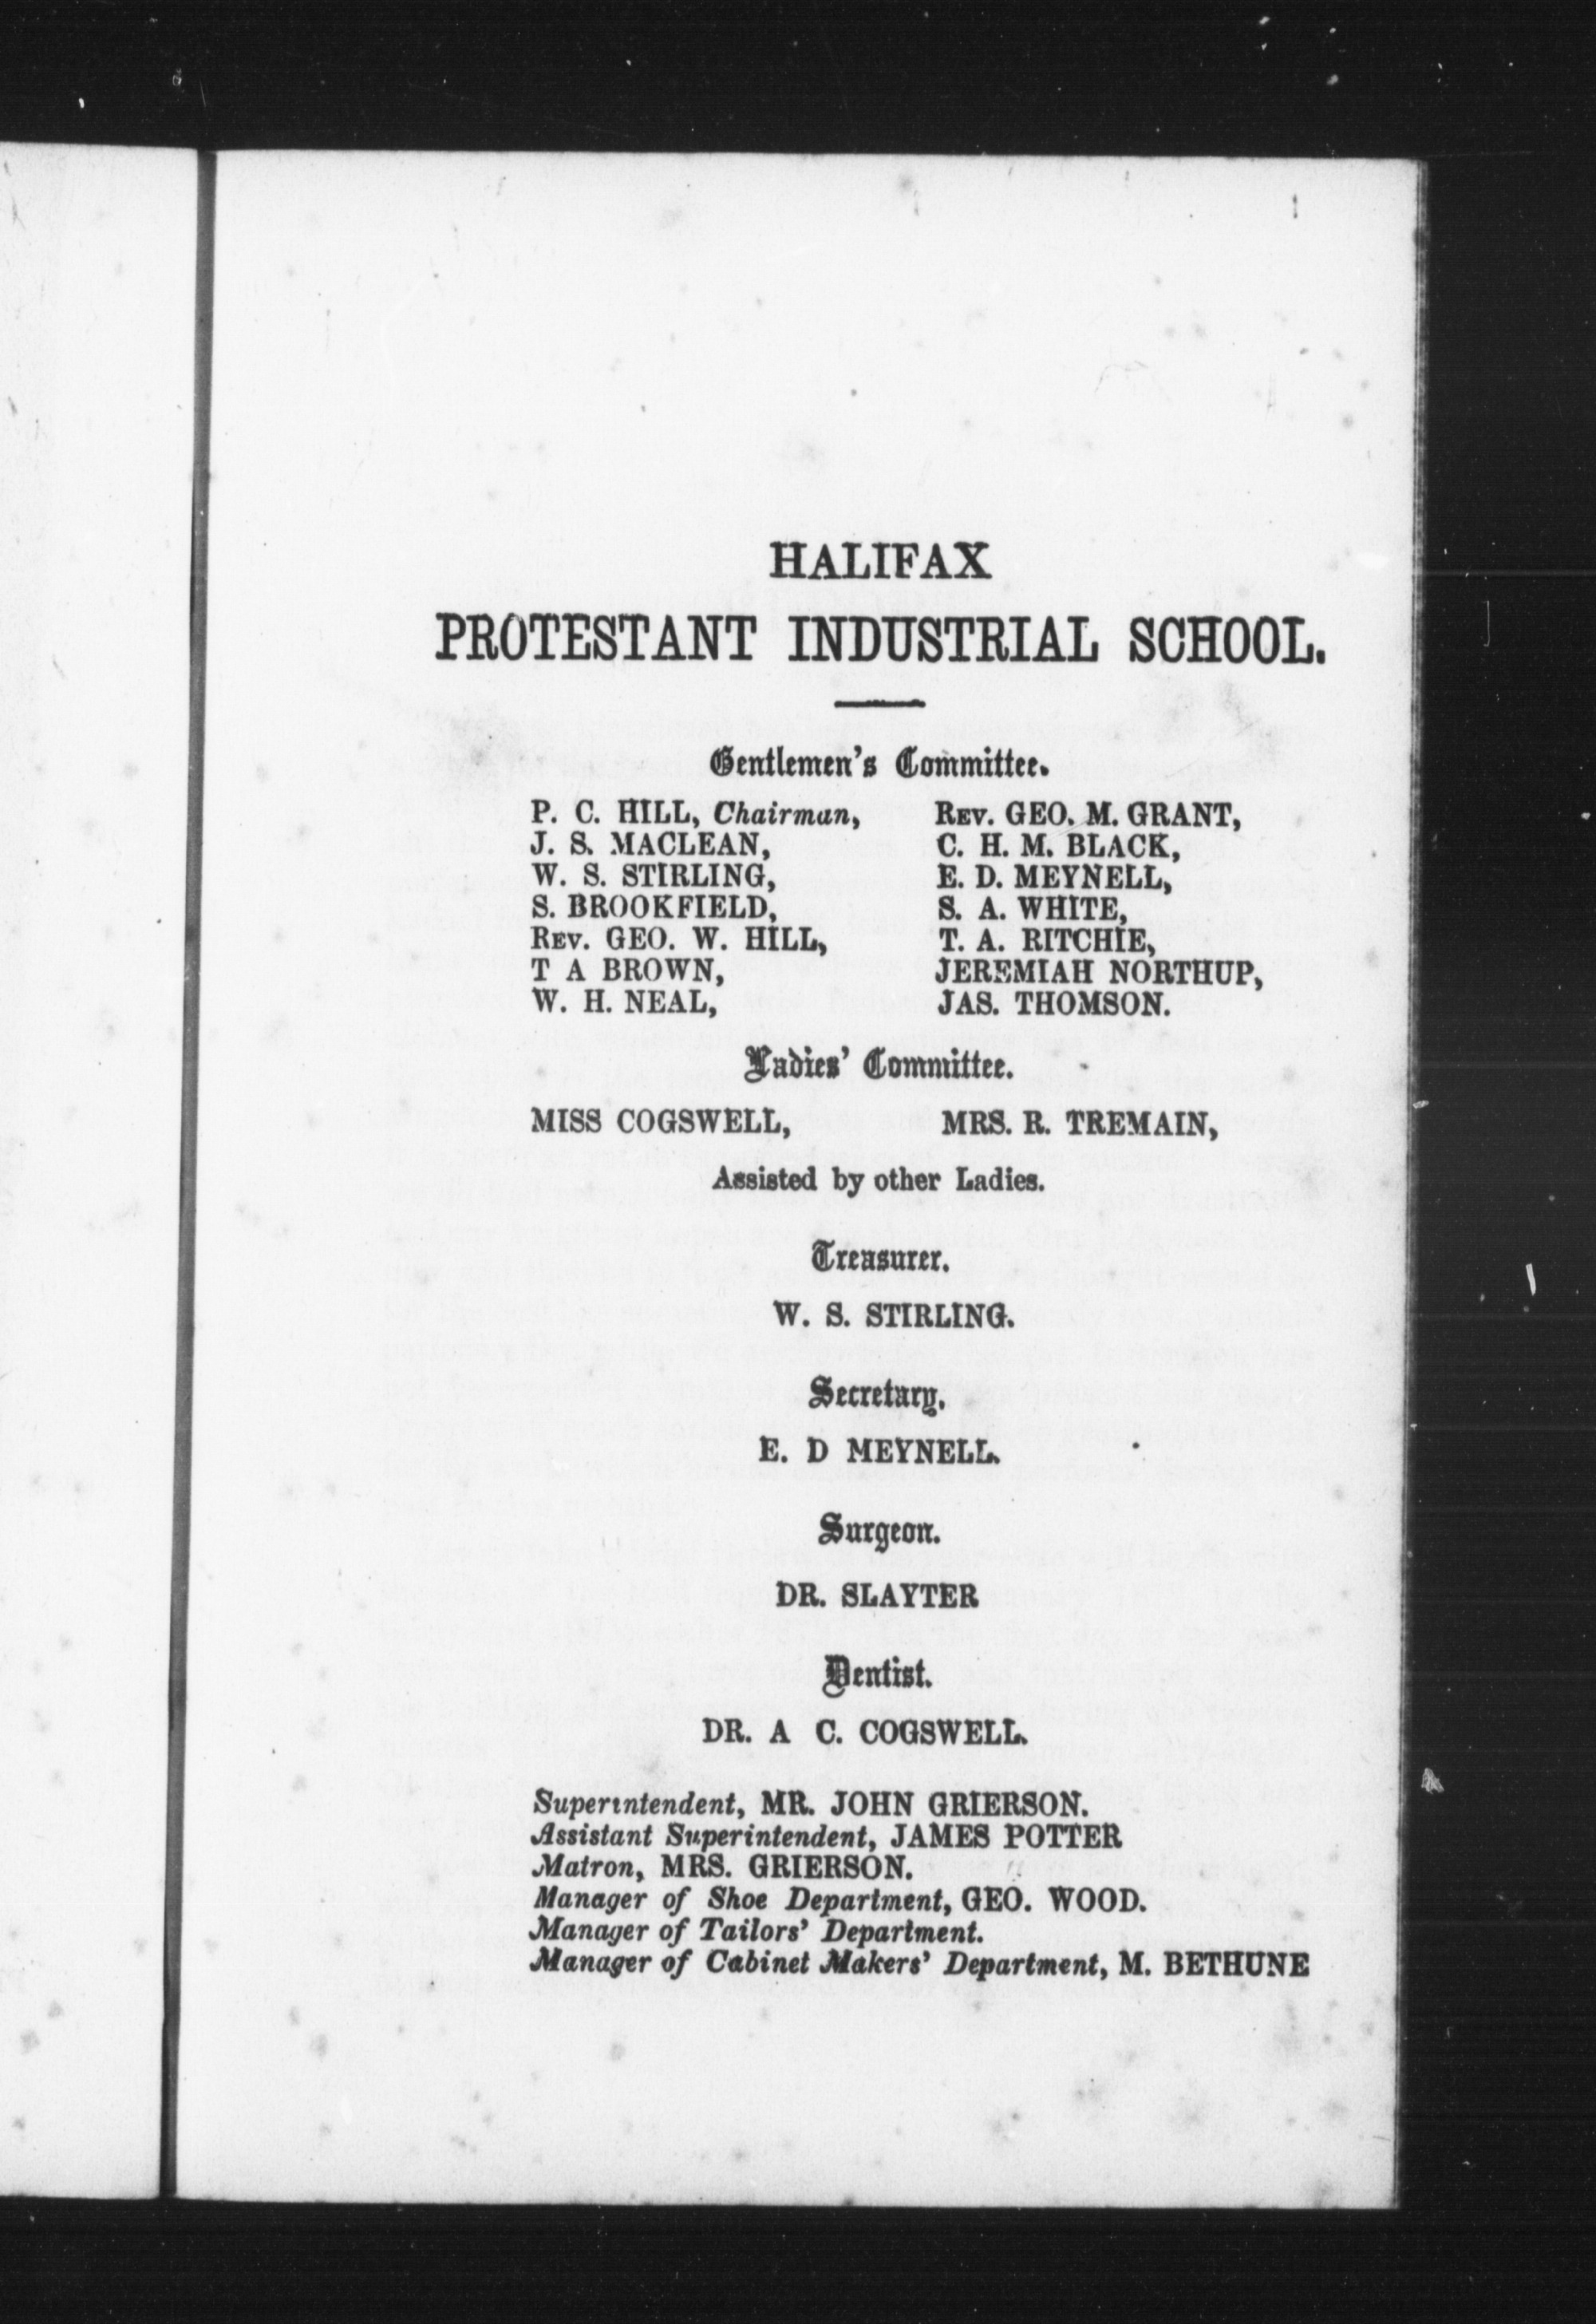 HALIFAX
PROTESTANT INDUSTRIAL SCHOOL.
Gentlemen's Committee.
P. C. HILL, Chairman,
J. S. MACLEAN,
W. S. STIRLING,
S. BROOKFIELD,
REV. GEO. W. HILL,
T A BROWN,
W. H. NEAL,
REV. GEO. M. GRANT,
C. H. M. BLACK,
E. D. MEYNELL,
S. A. WHITE,
T. A. RITCHIE,
JEREMIAH NORTHUP,
JAS. THOMSON.
Ladies' Committee.
MISS COGSWELL, MRS. R. TREMAIN,
Assisted by other Ladies.
Treasurer.
W. S. STIRLING.
Secretary.
E. D MEYNELL.
Surgeon.
DR. SLAYTER
Dentist.
DR. A C. COGSWELL.
Superintendent, MR. JOHN GRIERSON.
Assistant Superintendent, JAMES POTTER
Matron, MRS. GRIERSON.
Manager of Shoe Department, GEO. WOOD.
Manager of Tailors' Department.
Manager of Cabinet Makers' Department, M. BETHUNE